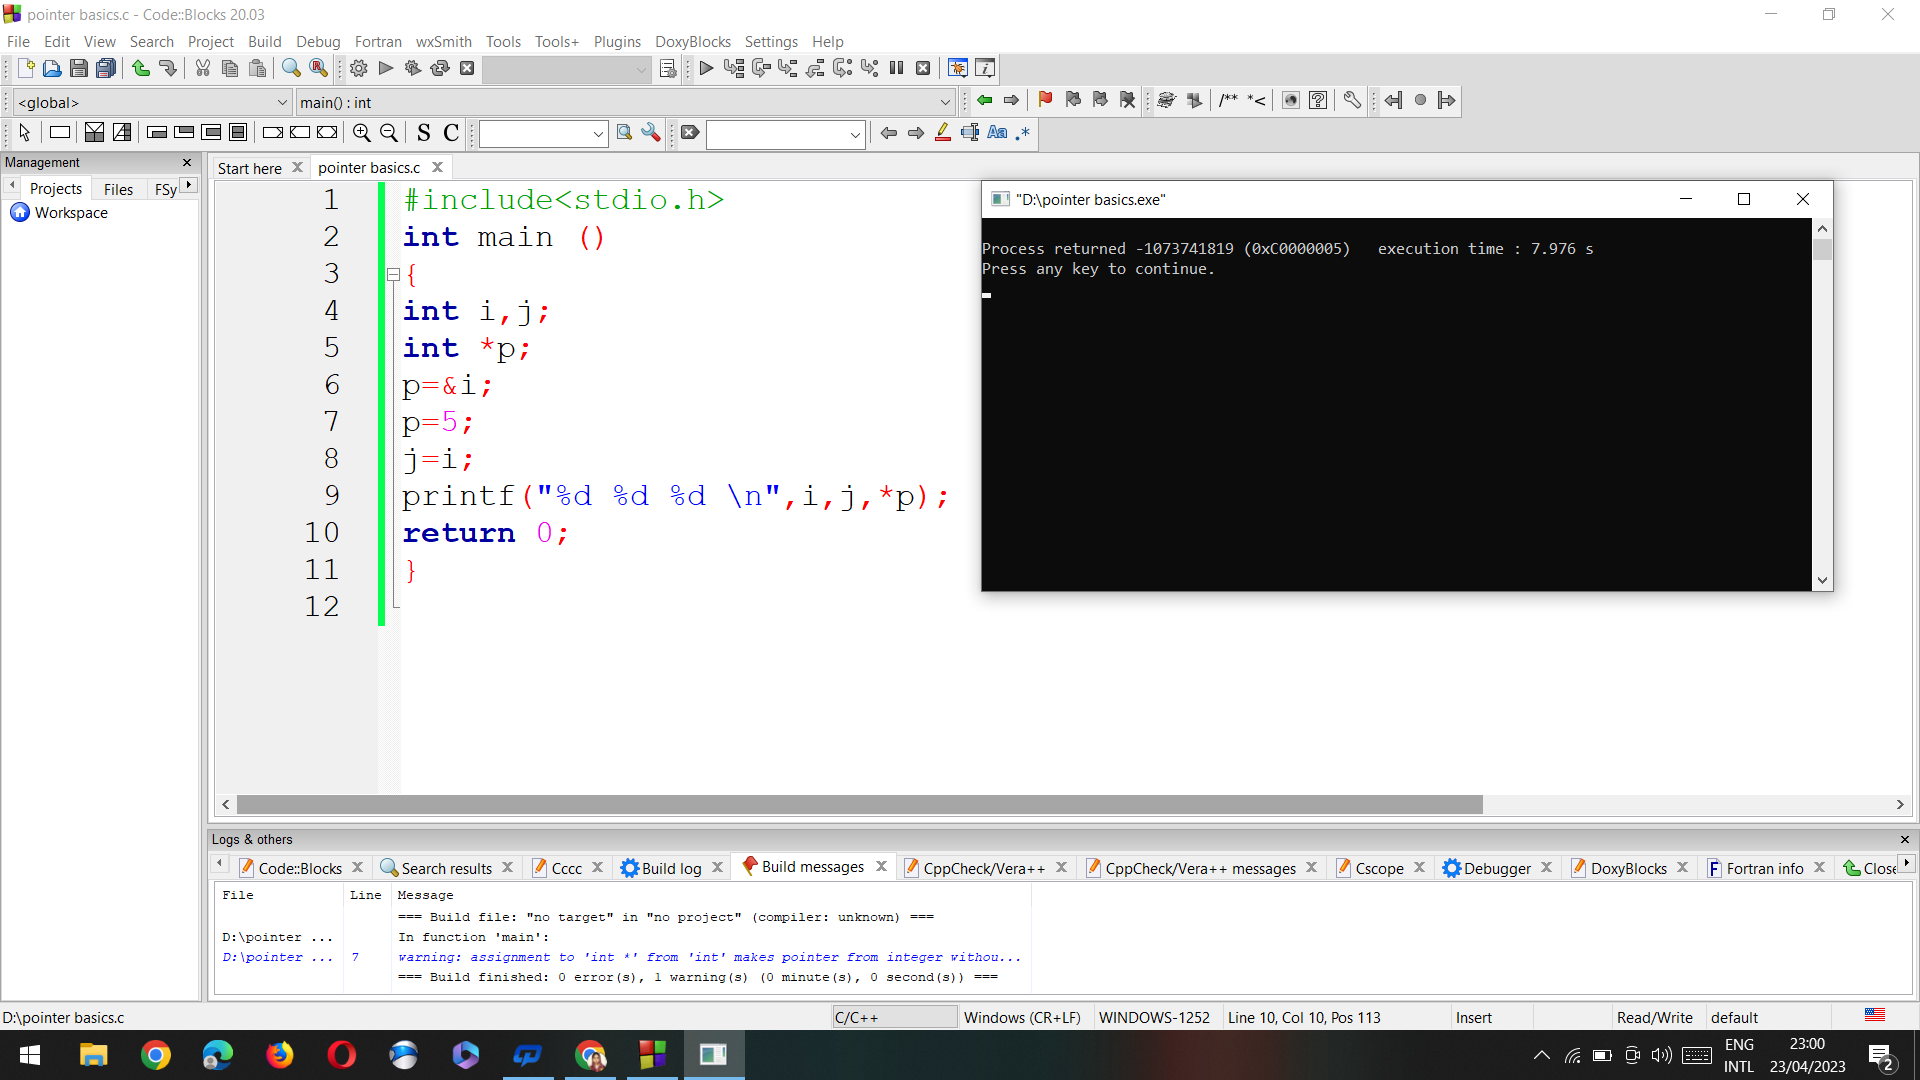 pointer basics.c - Code::Blocks 20.03
File Edit View Search Project Build Debug Fortran wxSmith Tools Tools+ Plugins DoxyBlocks Settings Help
<global> main() : int
/** *<
S C Aa .*
Management
Projects Files FSy
Workspace
Start here pointer basics.c
1 #include<stdio.h>
2 int main ()
3 {
4 int i,j;
5 int *p;
6 p=&i;
7 p=5;
8 j=i;
9 printf("%d %d %d \n",i,j,*p);
10 return 0;
11 }
12
"D:\pointer basics.exe"
Process returned -1073741819 (0xC0000005)   execution time : 7.976 s
Press any key to continue.
Logs & others
Code::Blocks Search results Cccc Build log Build messages CppCheck/Vera++ CppCheck/Vera++ messages Cscope Debugger DoxyBlocks Fortran info Close
File Line Message
=== Build file: "no target" in "no project" (compiler: unknown) ===
D:\pointer ... In function 'main':
D:\pointer ... 7 warning: assignment to 'int *' from 'int' makes pointer from integer withou...
=== Build finished: 0 error(s), 1 warning(s) (0 minute(s), 0 second(s)) ===
D:\pointer basics.c C/C++ Windows (CR+LF) WINDOWS-1252 Line 10, Col 10, Pos 113 Insert Read/Write default
ENG 23:00
INTL 23/04/2023 2